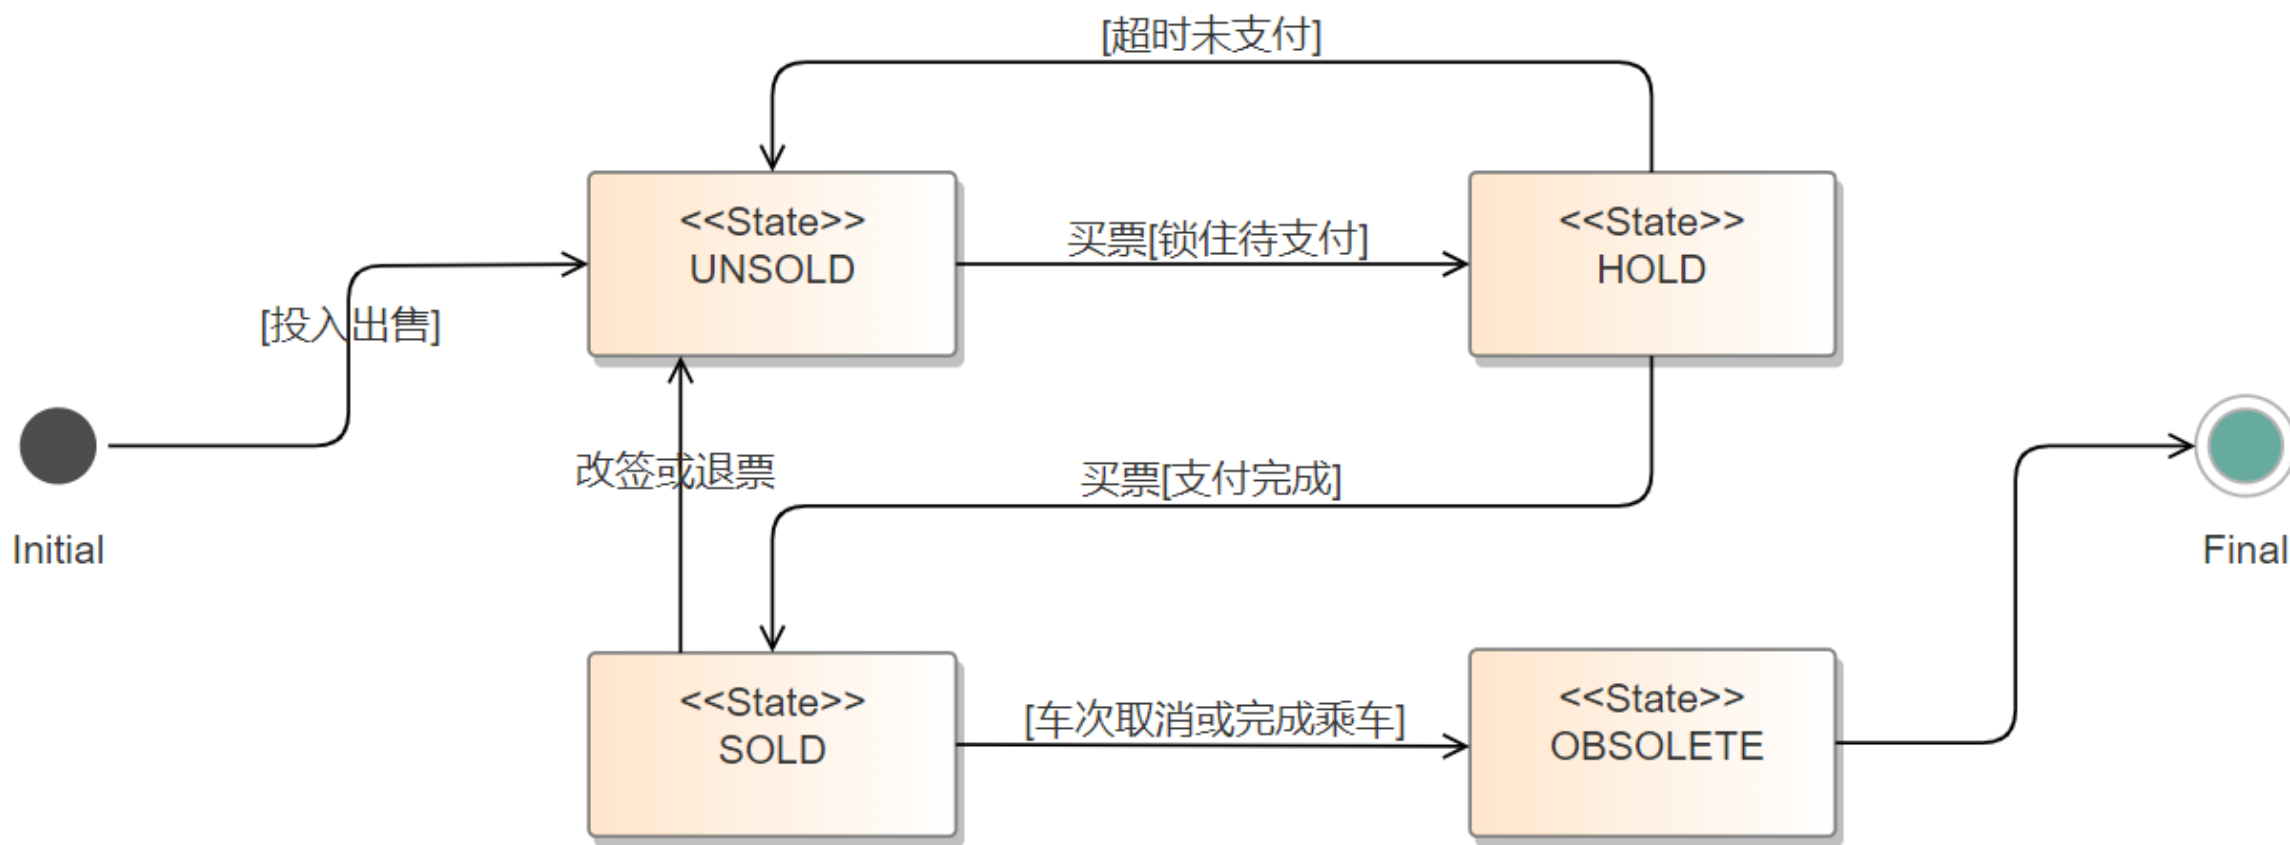 [超时未支付]
<<State>>
UNSOLD
买票[锁住待支付]
<<State>>
HOLD
[投入出售]
改签或退票
买票[支付完成]
Initial
Final
<<State>>
SOLD
[车次取消或完成乘车]
<<State>>
OBSOLETE